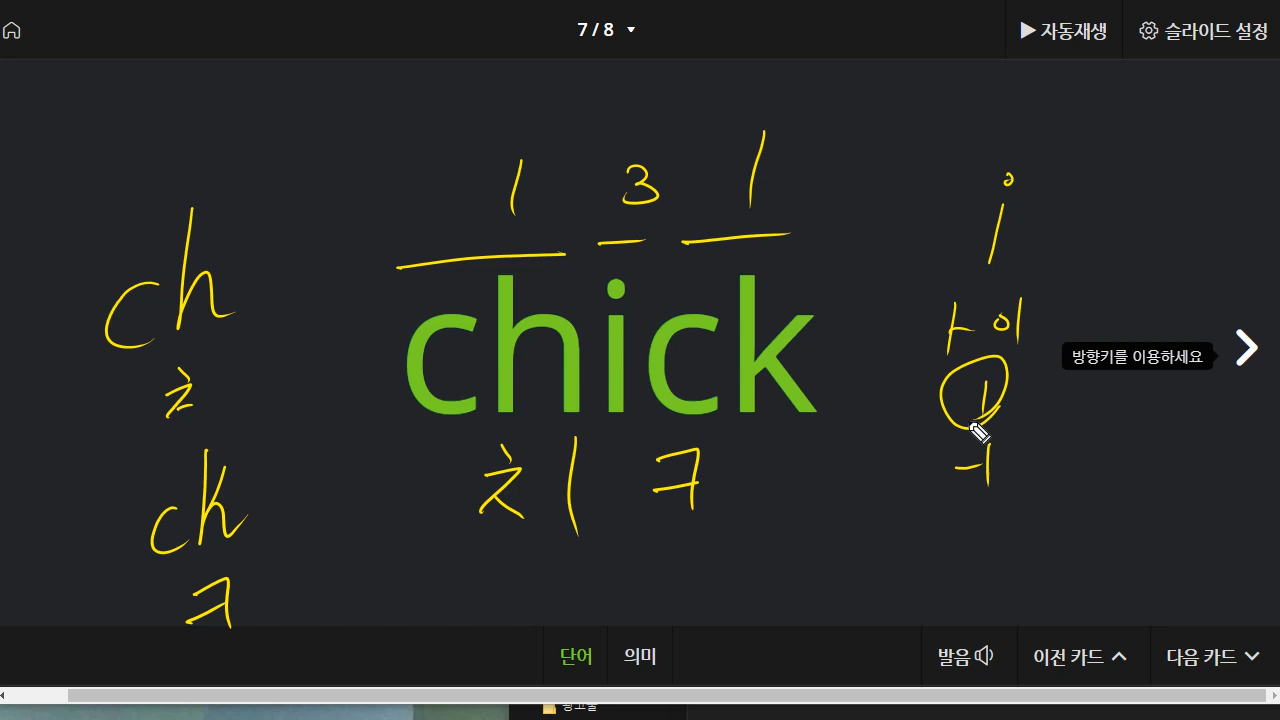 7 / 8
자동재생
슬라이드 설정
1 3 1
chick
ch
ㅊ
ch
ㅋ
ㅊ ㅣ ㅋ
i
ㅏㅇㅣ
ㅣ
ㅓ
방향키를 이용하세요
단어
의미
발음
이전 카드
다음 카드